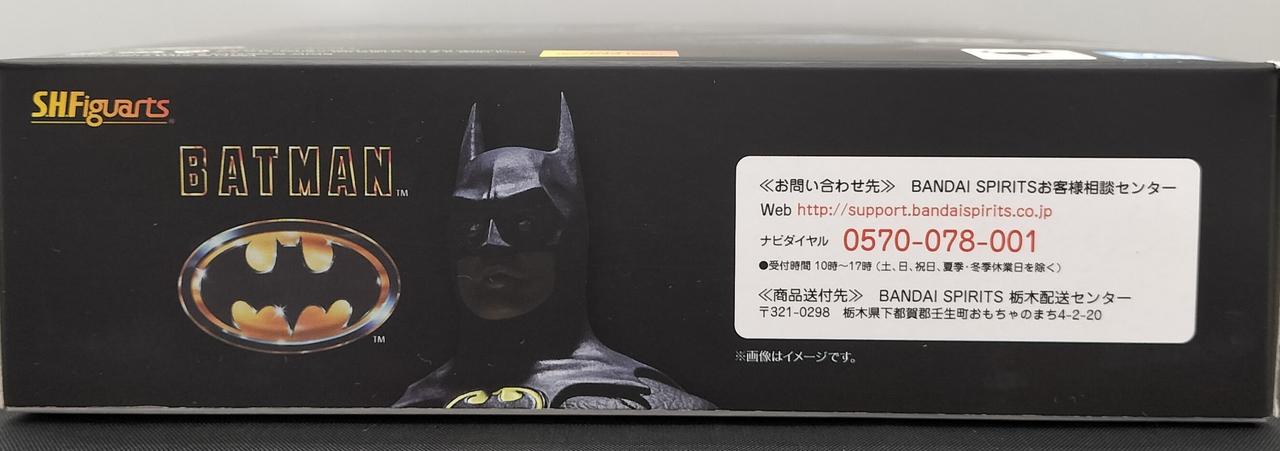 S.H.Figuarts
BATMAN™
™
≪お問い合わせ先≫　BANDAI SPIRITSお客様相談センター
Web http://support.bandaispirits.co.jp
ナビダイヤル 0570-078-001
●受付時間 10時～17時（土、日、祝日、夏季・冬季休業日を除く）
≪商品送付先≫　BANDAI SPIRITS 栃木配送センター
〒321-0298　栃木県下都賀郡壬生町おもちゃのまち4-2-20
※画像はイメージです。